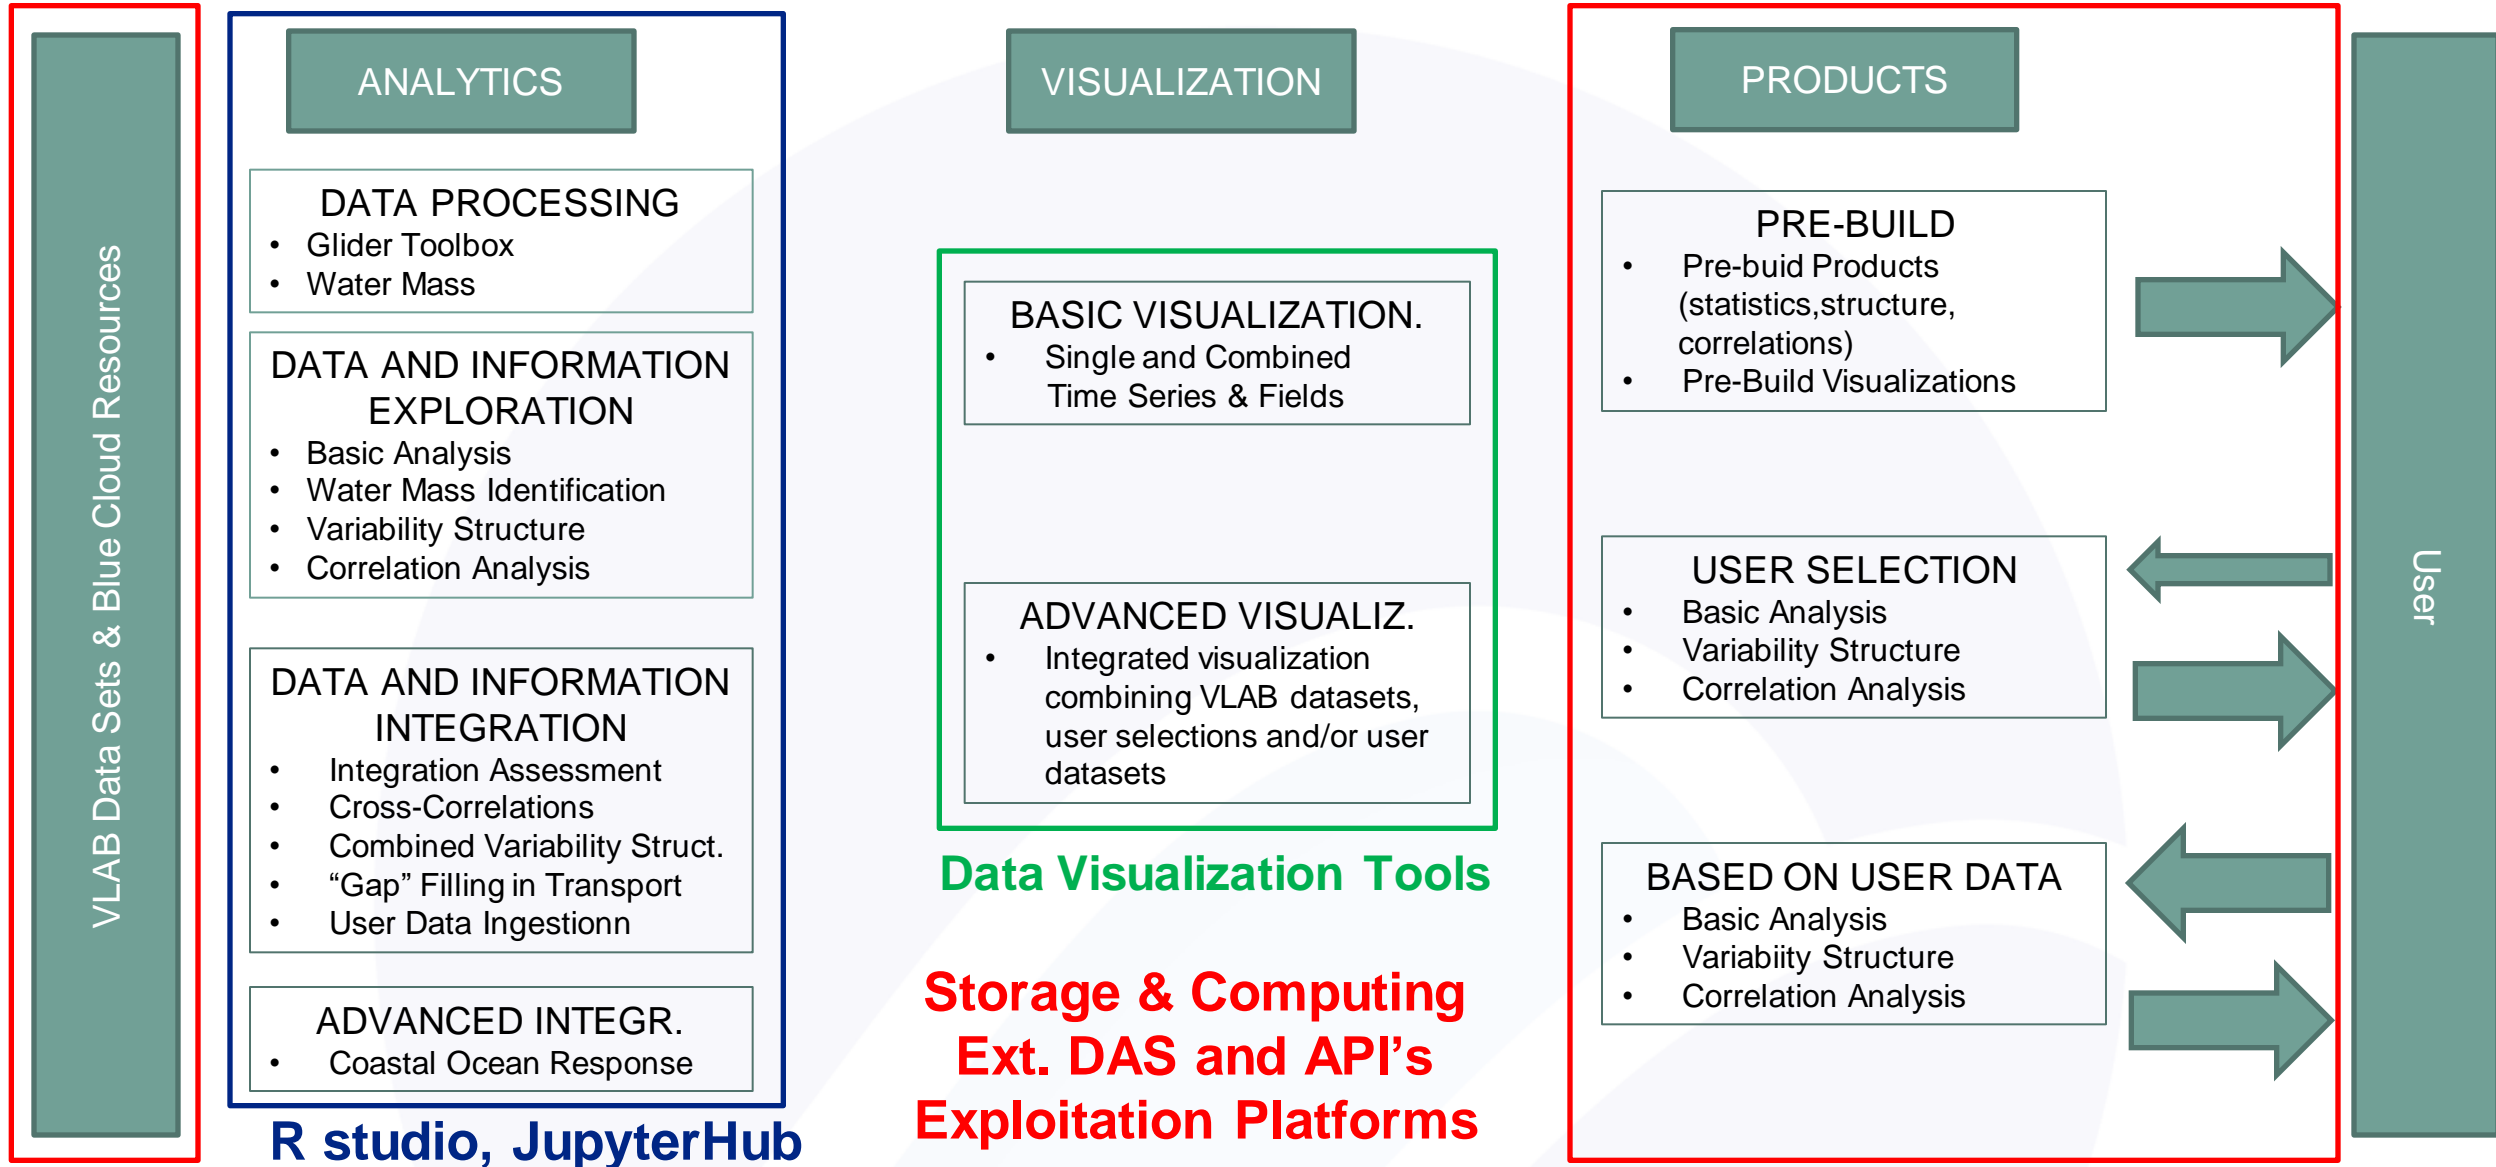 VLAB Data Sets & Blue Cloud Resources
ANALYTICS
DATA PROCESSING
• Glider Toolbox
• Water Mass
DATA AND INFORMATION
EXPLORATION
• Basic Analysis
• Water Mass Identification
• Variability Structure
• Correlation Analysis
DATA AND INFORMATION
INTEGRATION
• Integration Assessment
• Cross-Correlations
• Combined Variability Struct.
• “Gap” Filling in Transport
• User Data Ingestionn
ADVANCED INTEGR.
• Coastal Ocean Response
R studio, JupyterHub
VISUALIZATION
BASIC VISUALIZATION.
• Single and Combined
Time Series & Fields
ADVANCED VISUALIZ.
• Integrated visualization
combining VLAB datasets,
user selections and/or user
datasets
Data Visualization Tools
Storage & Computing
Ext. DAS and API’s
Exploitation Platforms
PRODUCTS
PRE-BUILD
• Pre-buid Products
(statistics,structure,
correlations)
• Pre-Build Visualizations
USER SELECTION
• Basic Analysis
• Variability Structure
• Correlation Analysis
BASED ON USER DATA
• Basic Analysis
• Variabiity Structure
• Correlation Analysis
User